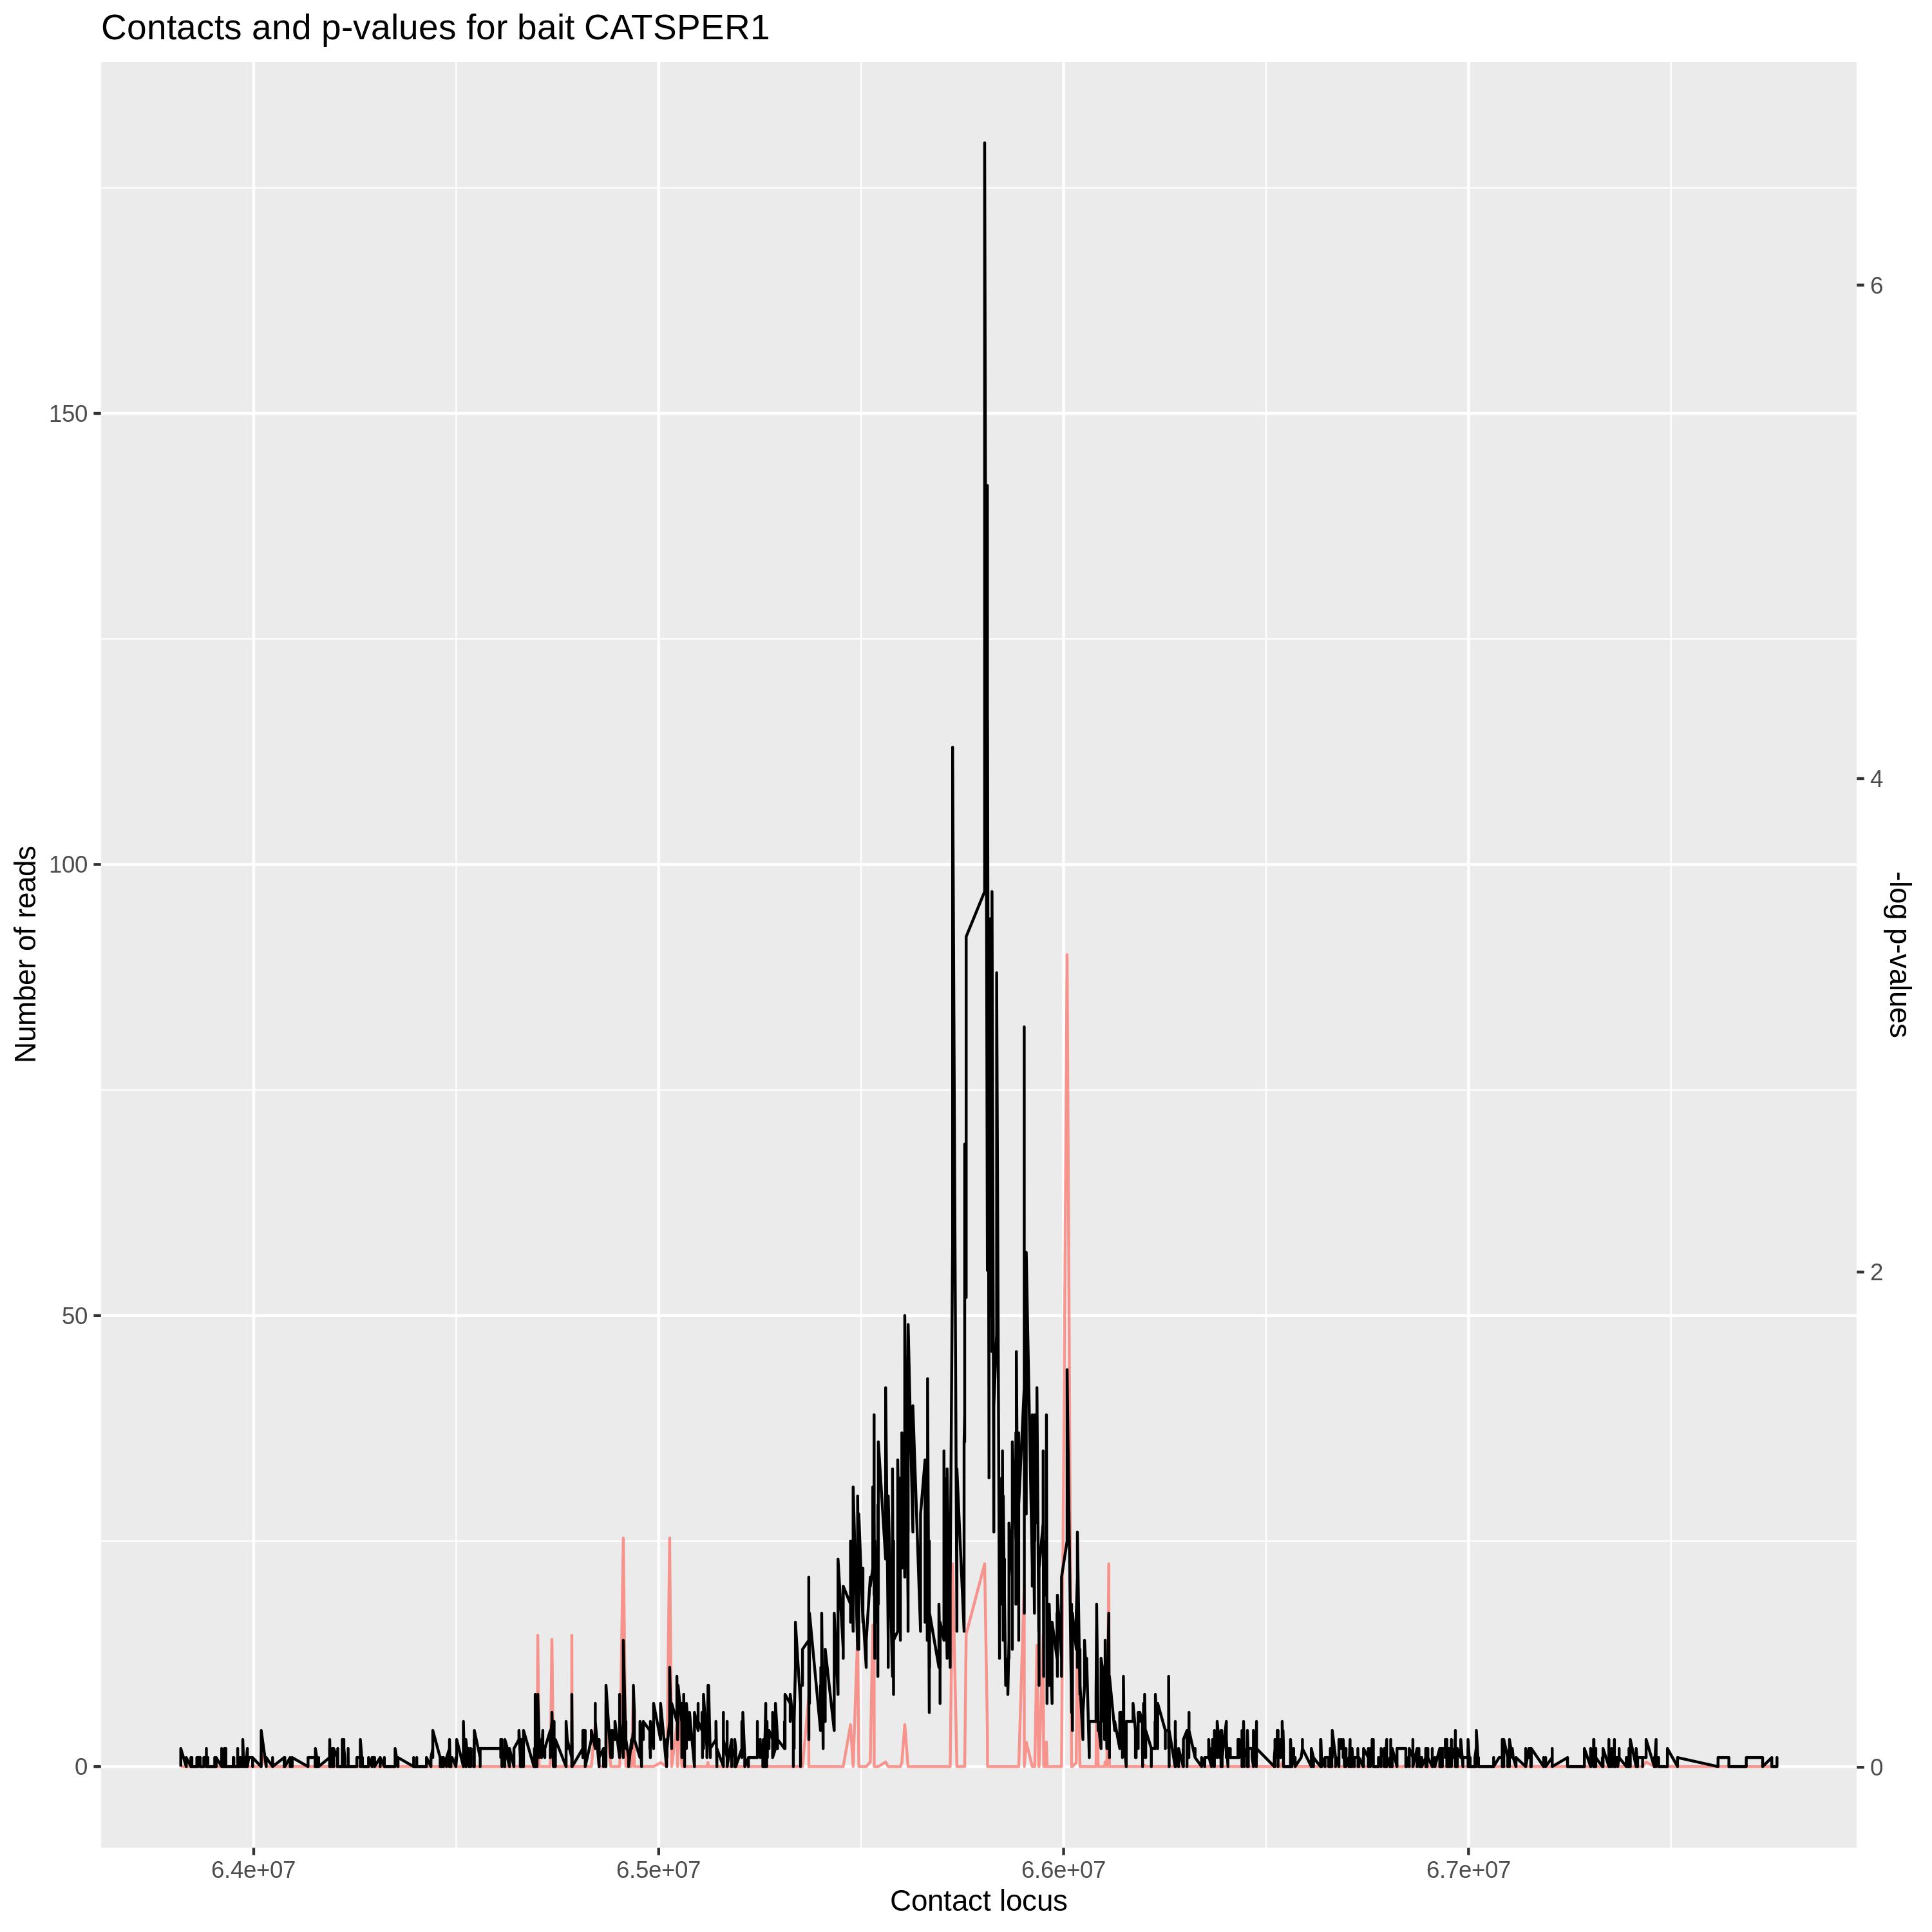 Contacts and p-values for bait CATSPER1
150
100
50
0
6
4
2
0
Number of reads
-log p-values
6.4e+07
6.5e+07
6.6e+07
6.7e+07
Contact locus